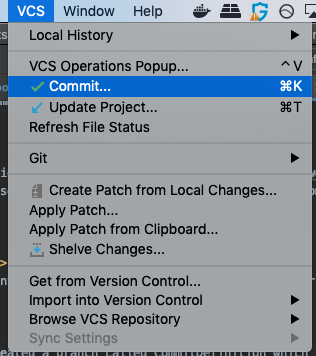 VCS Window Help
Local History
VCS Operations Popup... ^V
Commit... ⌘K
Update Project... ⌘T
Refresh File Status
Git
Create Patch from Local Changes...
Apply Patch...
Apply Patch from Clipboard...
Shelve Changes...
Get from Version Control...
Import into Version Control
Browse VCS Repository
Sync Settings